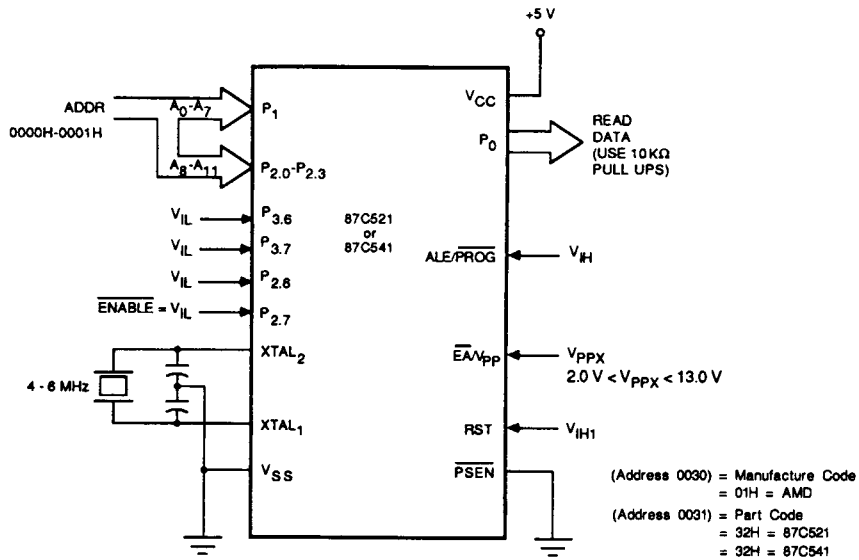 +5 V
ADDR
0000H-0001H
A0-A7
A8-A11
P1
P2.0-P2.3
VCC
P0
READ
DATA
(USE 10KΩ
PULL UPS)
VIL
P3.6
VIL
P3.7
VIL
P2.6
ENABLE = VIL
P2.7
87C521
or
87C541
ALE/PROG
VIH
EA/VPP
VPPX
2.0 V < VPPX < 13.0 V
XTAL2
4 - 6 MHz
XTAL1
RST
VIH1
VSS
PSEN
(Address 0030) = Manufacture Code
= 01H = AMD
(Address 0031) = Part Code
= 32H = 87C521
= 32H = 87C541